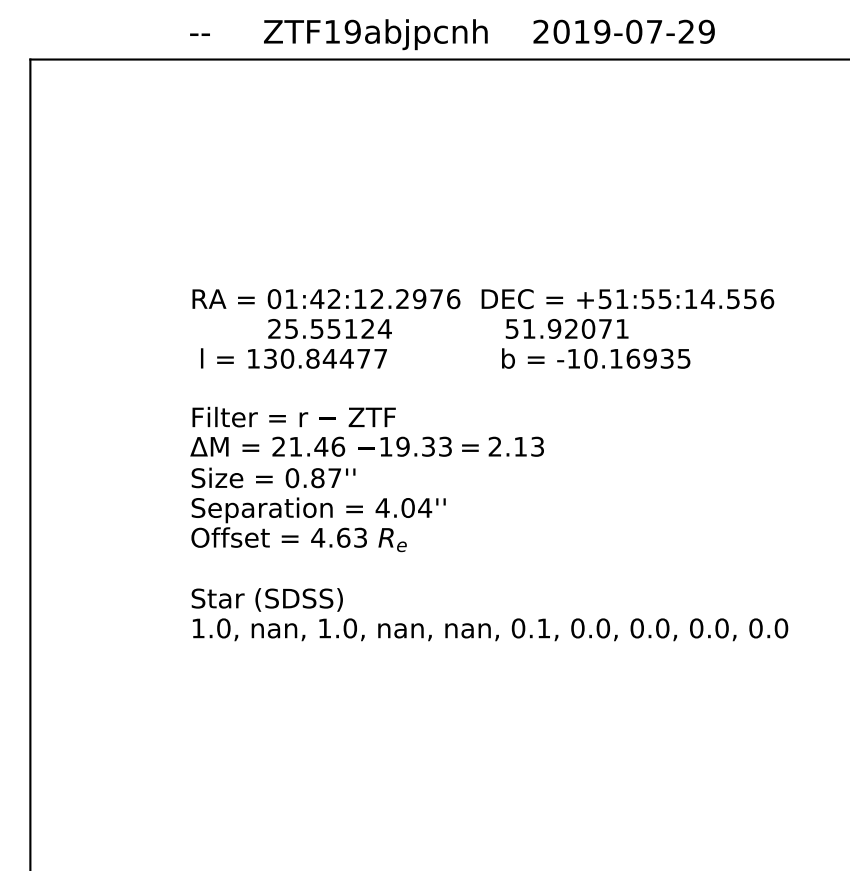 -- ZTF19abjpcnh 2019-07-29
RA = 01:42:12.2976 DEC = +51:55:14.556
25.55124 51.92071
l = 130.84477 b = -10.16935
Filter = r − ZTF
ΔM = 21.46 −19.33 = 2.13
Size = 0.87''
Separation = 4.04''
Offset = 4.63 Rₑ
Star (SDSS)
1.0, nan, 1.0, nan, nan, 0.1, 0.0, 0.0, 0.0, 0.0